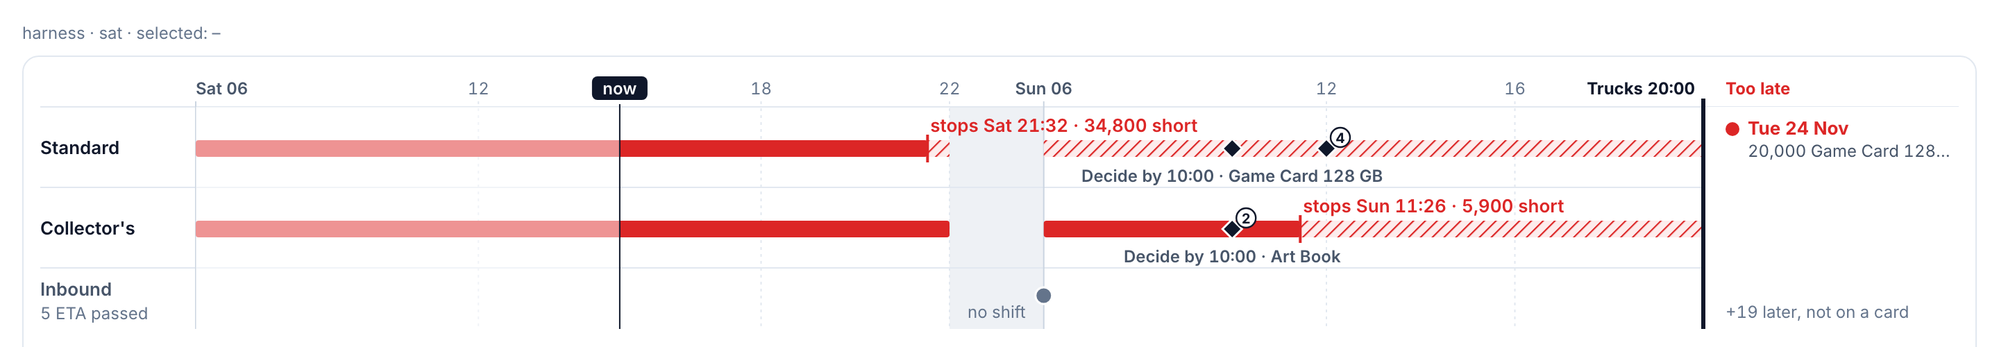 harness · sat · selected: –
Sat 06 12 now 18 22 Sun 06 12 16 Trucks 20:00 Too late
stops Sat 21:32 · 34,800 short
Standard
4
Decide by 10:00 · Game Card 128 GB
Tue 24 Nov
20,000 Game Card 128...
stops Sun 11:26 · 5,900 short
Collector's
2
Decide by 10:00 · Art Book
Inbound
5 ETA passed
no shift
+19 later, not on a card